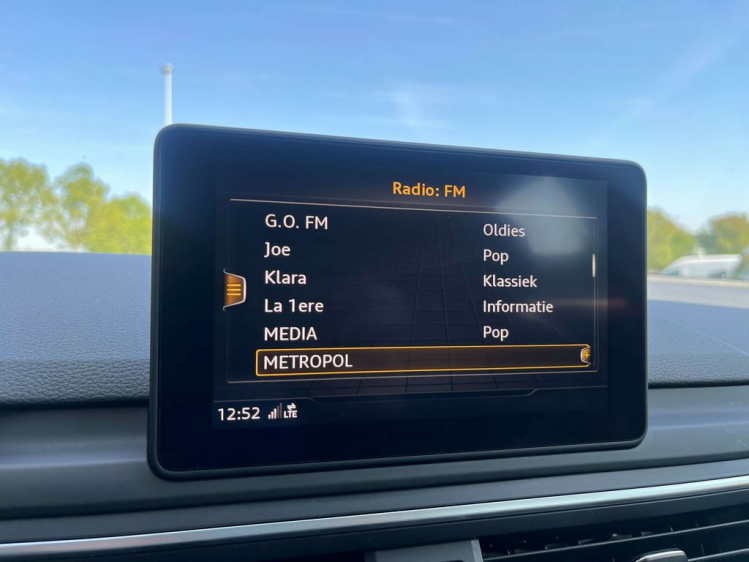 Radio: FM
G.O. FM Oldies
Joe Pop
Klara Klassiek
La 1ere Informatie
MEDIA Pop
METROPOL
12:52 LTE